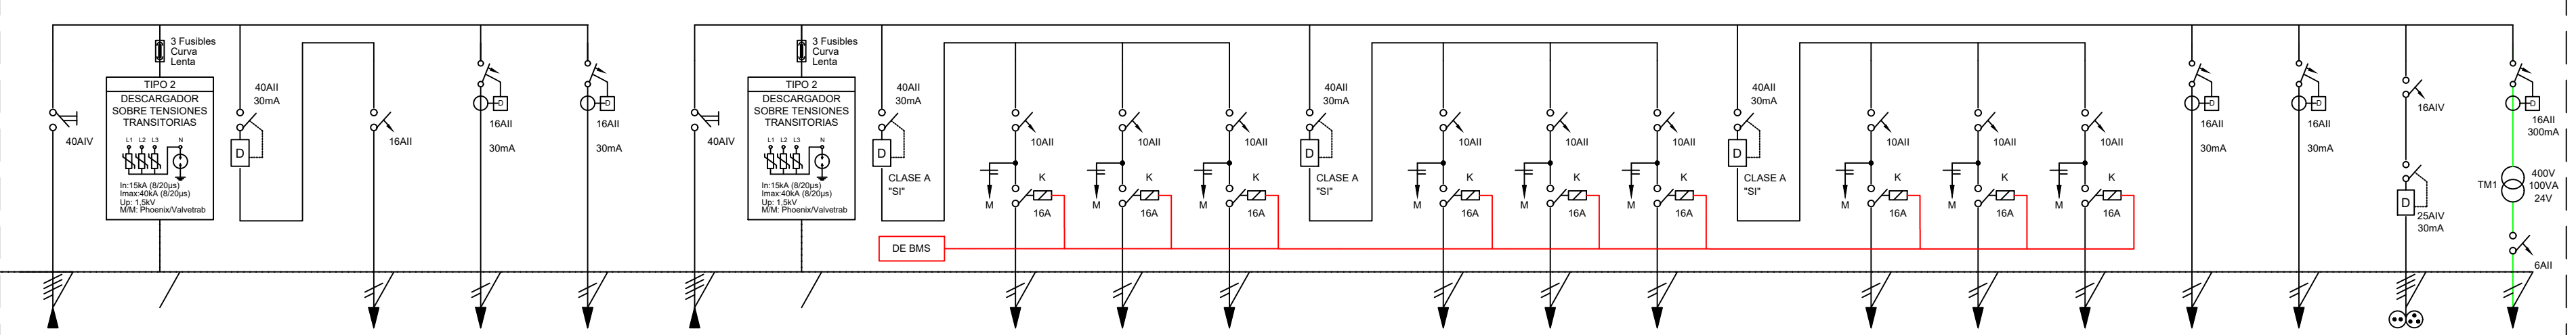 40AIV
3 Fusibles
Curva
Lenta
TIPO 2
DESCARGADOR
SOBRE TENSIONES
TRANSITORIAS
L1 L2 L3 N
In:15kA (8/20µs)
Imax:40kA (8/20µs)
Up: 1,5kV
M/M: Phoenix/Valvetrab
40AII
30mA
D
16AII
D
16AII
30mA
D
16AII
30mA
40AIV
3 Fusibles
Curva
Lenta
TIPO 2
DESCARGADOR
SOBRE TENSIONES
TRANSITORIAS
L1 L2 L3 N
In:15kA (8/20µs)
Imax:40kA (8/20µs)
Up: 1,5kV
M/M: Phoenix/Valvetrab
40AII
30mA
D
CLASE A
"SI"
DE BMS
10AII
M
K
16A
10AII
M
K
16A
10AII
M
K
16A
40AII
30mA
D
CLASE A
"SI"
10AII
M
K
16A
10AII
M
K
16A
10AII
M
K
16A
40AII
30mA
D
CLASE A
"SI"
10AII
M
K
16A
10AII
M
K
16A
10AII
M
K
16A
D
16AII
30mA
D
16AII
30mA
16AIV
D
25AIV
30mA
D
16AII
300mA
TM1
400V
100VA
24V
6AII